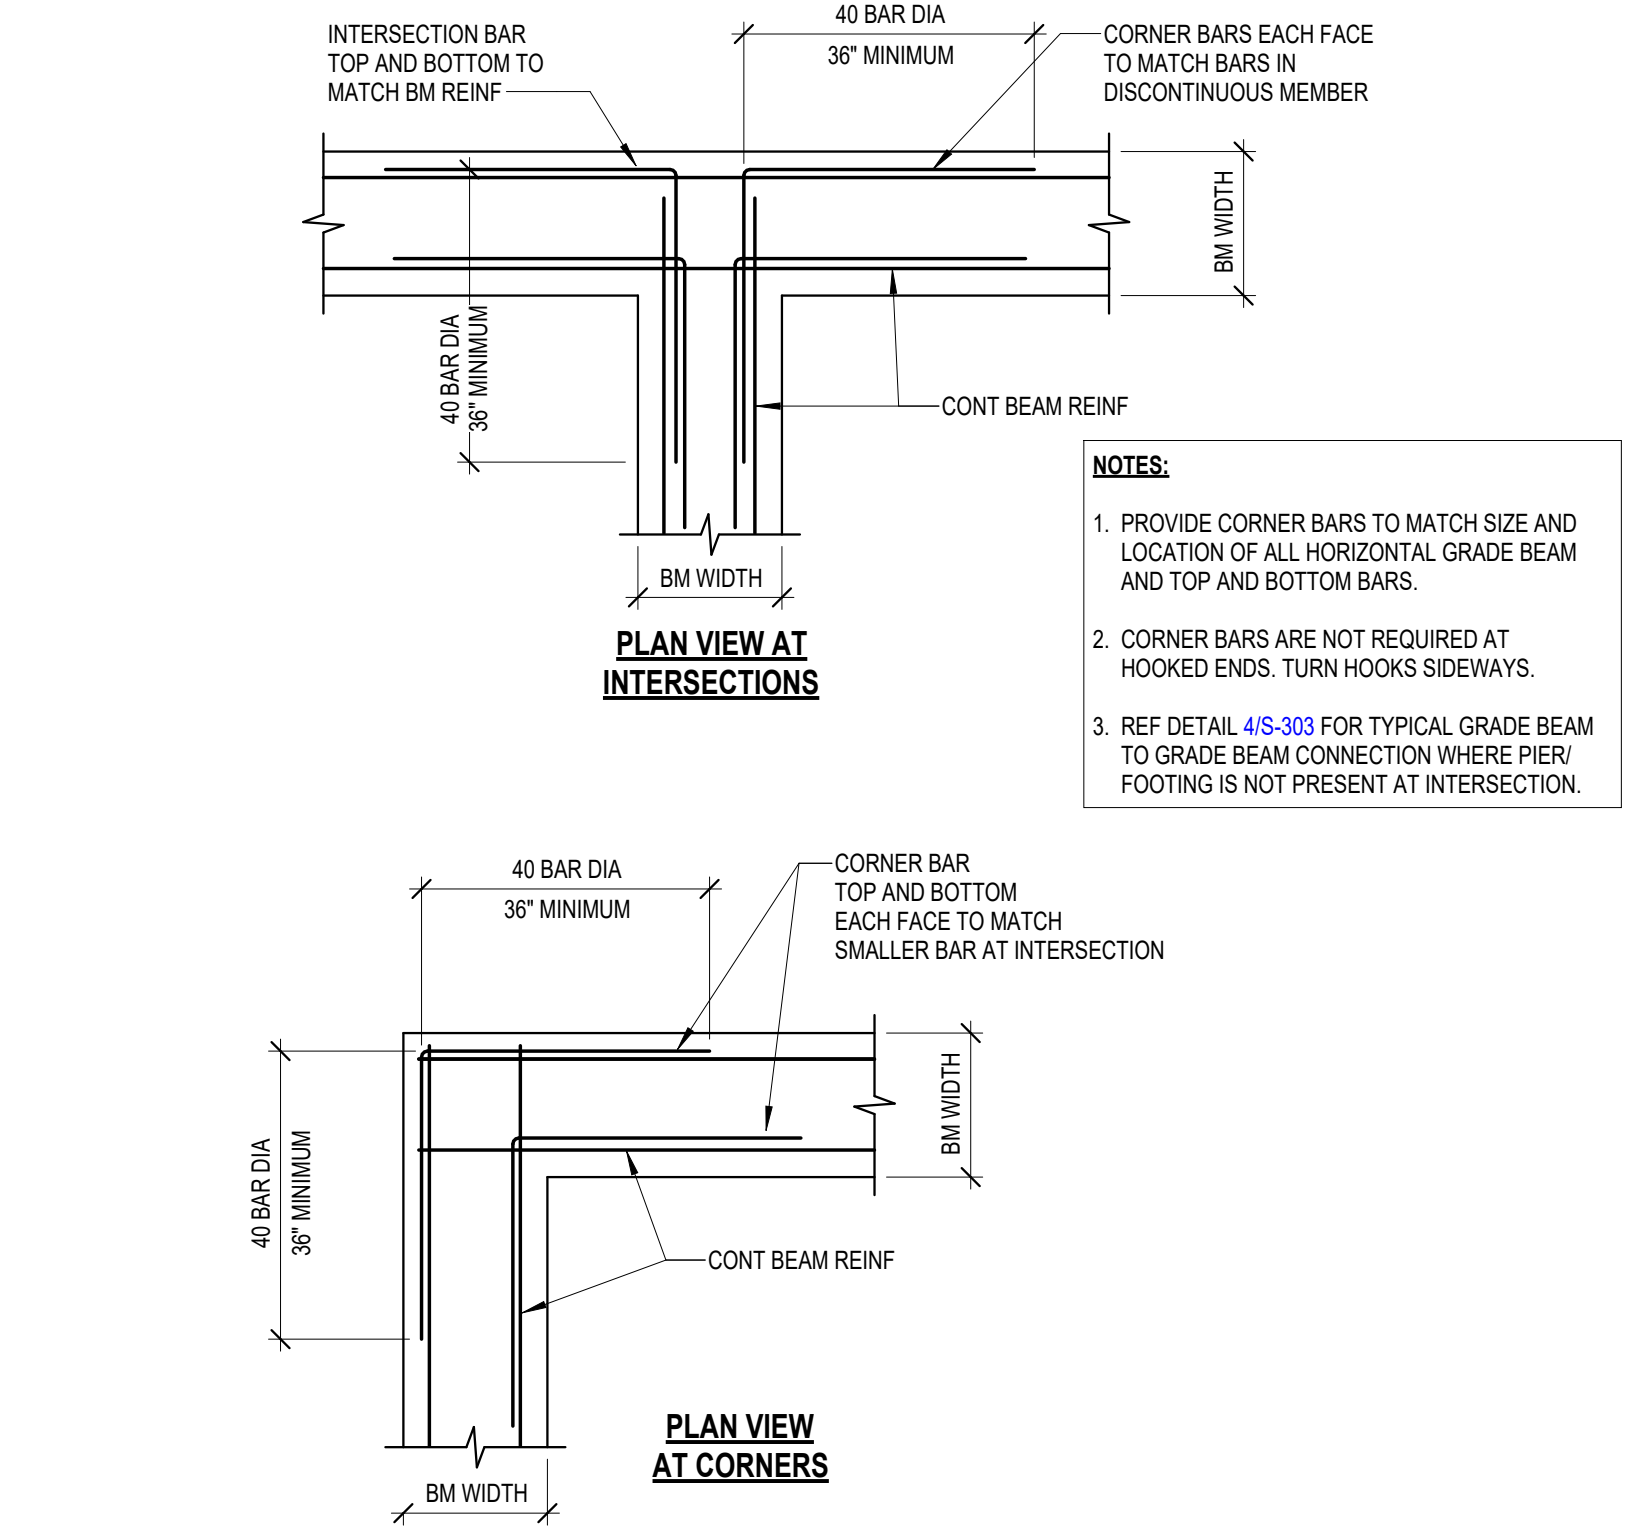 INTERSECTION BAR
TOP AND BOTTOM TO
MATCH BM REINF
40 BAR DIA
36" MINIMUM
CORNER BARS EACH FACE
TO MATCH BARS IN
DISCONTINUOUS MEMBER
BM WIDTH
40 BAR DIA
36" MINIMUM
CONT BEAM REINF
BM WIDTH
PLAN VIEW AT
INTERSECTIONS
NOTES:
1. PROVIDE CORNER BARS TO MATCH SIZE AND
LOCATION OF ALL HORIZONTAL GRADE BEAM
AND TOP AND BOTTOM BARS.
2. CORNER BARS ARE NOT REQUIRED AT
HOOKED ENDS. TURN HOOKS SIDEWAYS.
3. REF DETAIL 4/S-303 FOR TYPICAL GRADE BEAM
TO GRADE BEAM CONNECTION WHERE PIER/
FOOTING IS NOT PRESENT AT INTERSECTION.
40 BAR DIA
36" MINIMUM
CORNER BAR
TOP AND BOTTOM
EACH FACE TO MATCH
SMALLER BAR AT INTERSECTION
BM WIDTH
40 BAR DIA
36" MINIMUM
CONT BEAM REINF
PLAN VIEW
AT CORNERS
BM WIDTH